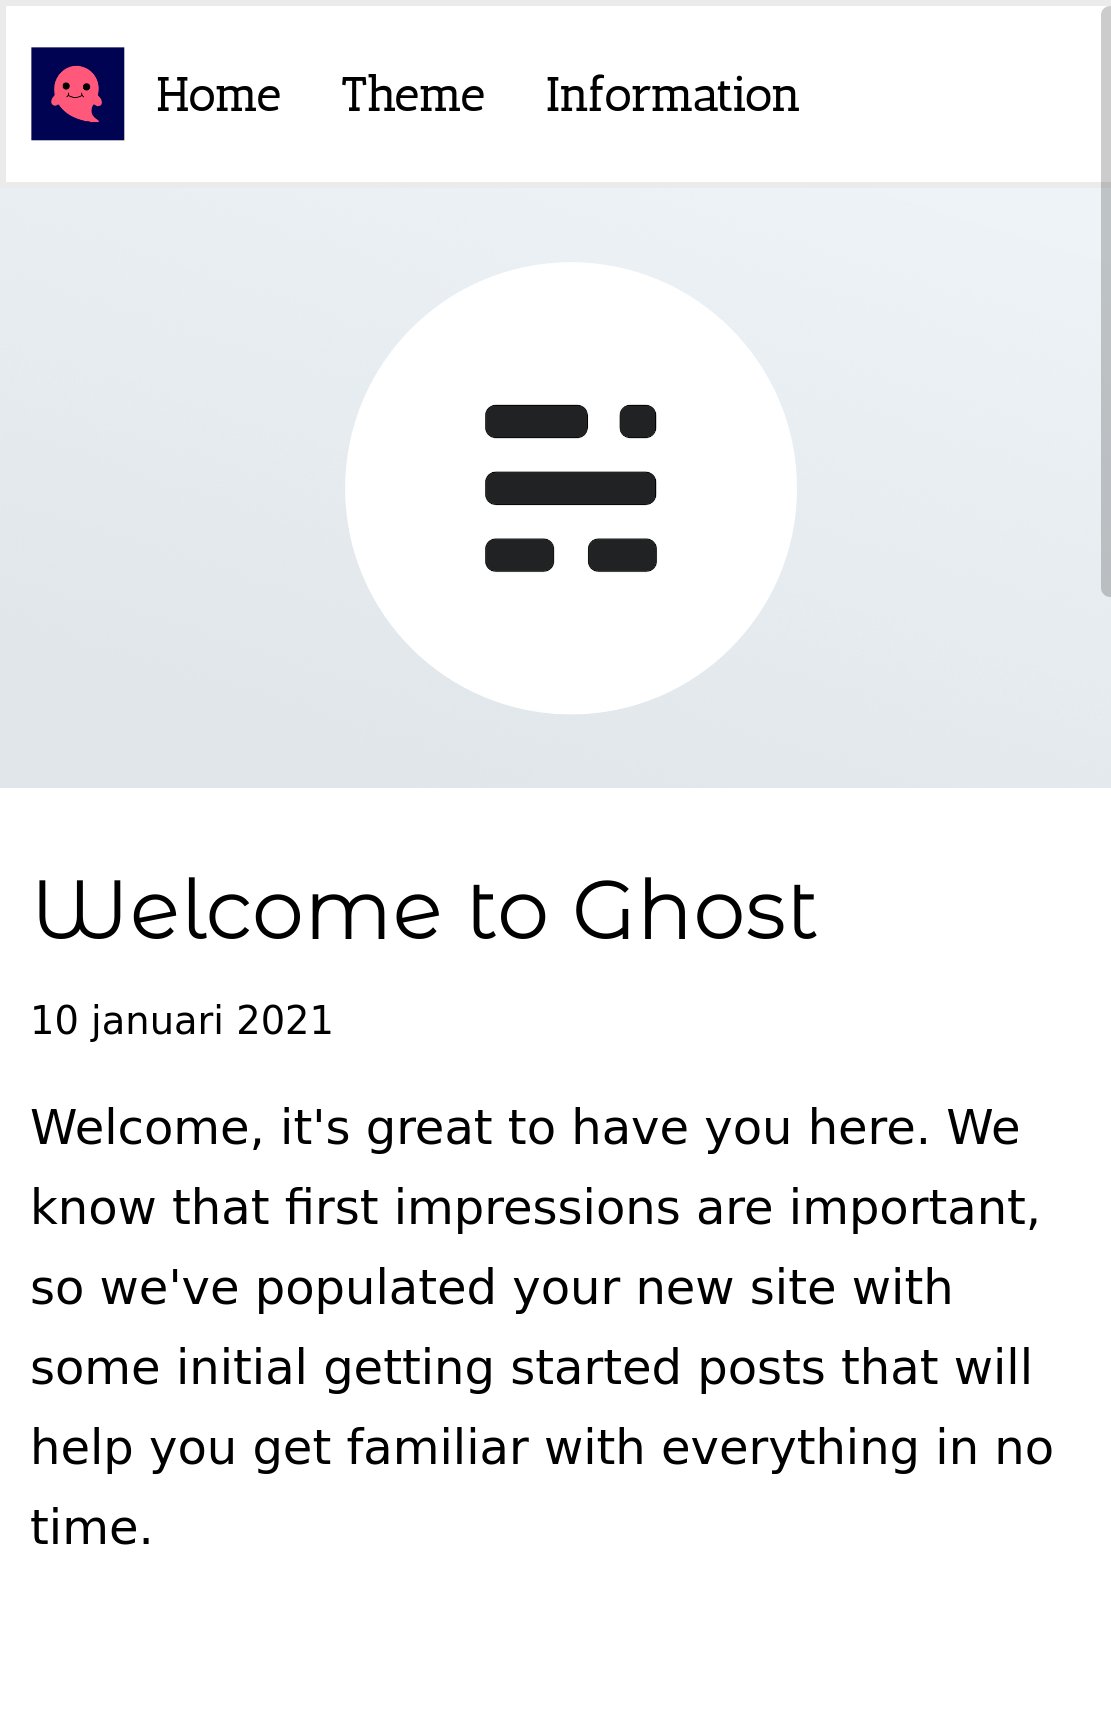 Home Theme Information
Welcome to Ghost
10 januari 2021
Welcome, it's great to have you here. We
know that first impressions are important,
so we've populated your new site with
some initial getting started posts that will
help you get familiar with everything in no
time.